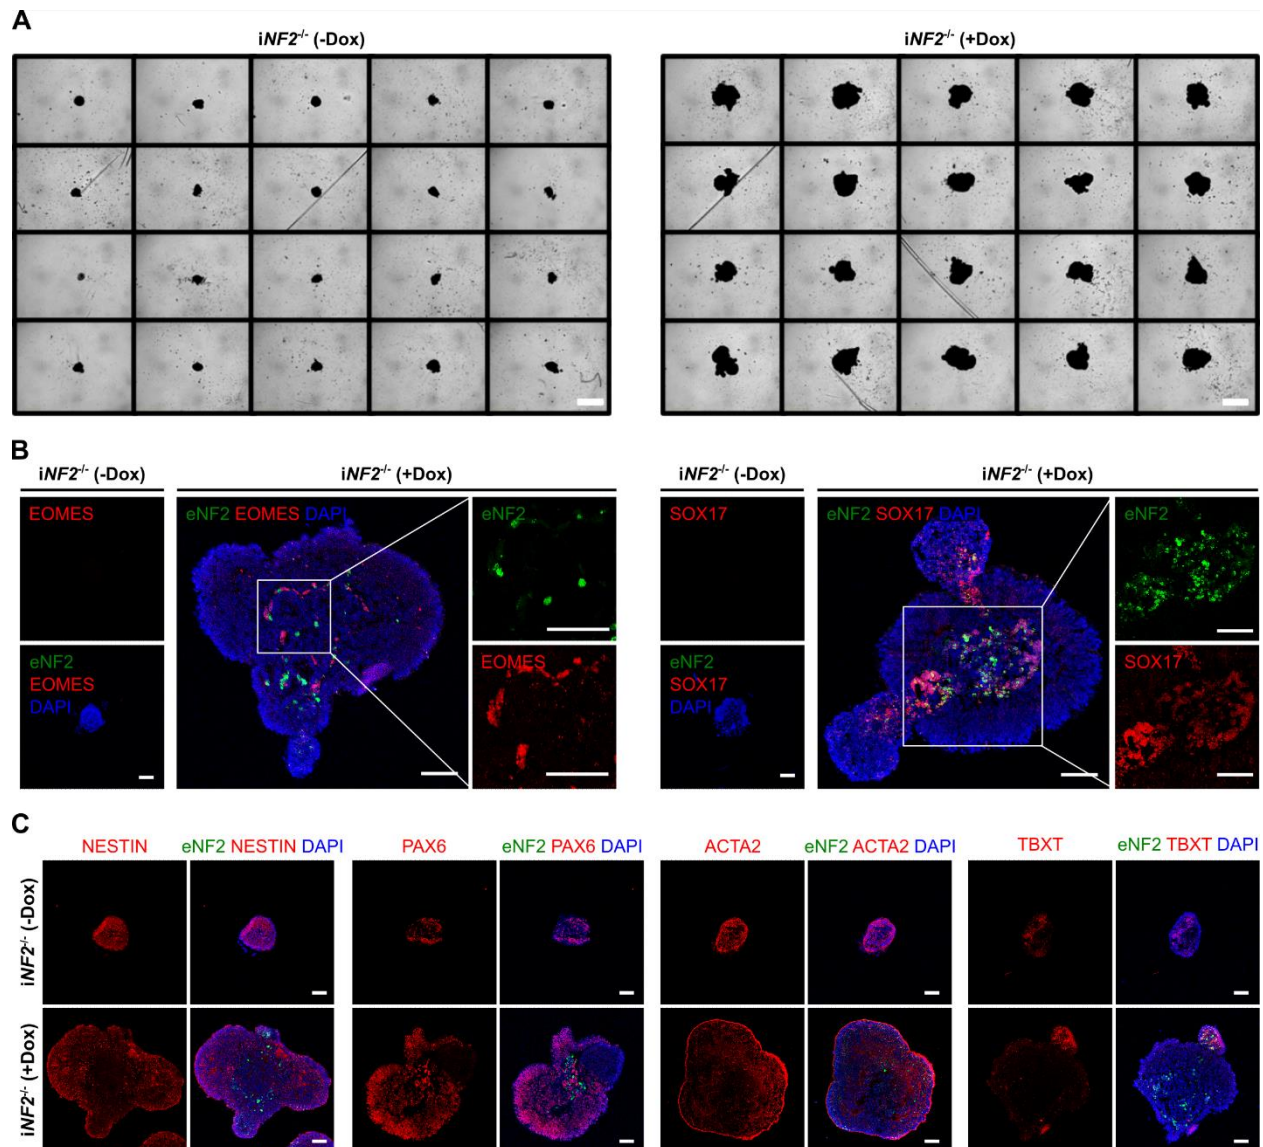 A
iNF2-/- (-Dox)
iNF2-/- (+Dox)
B
iNF2-/- (-Dox)
iNF2-/- (+Dox)
iNF2-/- (-Dox)
iNF2-/- (+Dox)
EOMES
eNF2 EOMES DAPI
eNF2
SOX17
eNF2 SOX17 DAPI
eNF2
eNF2
EOMES
DAPI
EOMES
eNF2
SOX17
DAPI
SOX17
C
NESTIN
eNF2 NESTIN DAPI
PAX6
eNF2 PAX6 DAPI
ACTA2
eNF2 ACTA2 DAPI
TBXT
eNF2 TBXT DAPI
iNF2-/- (-Dox)
iNF2-/- (+Dox)